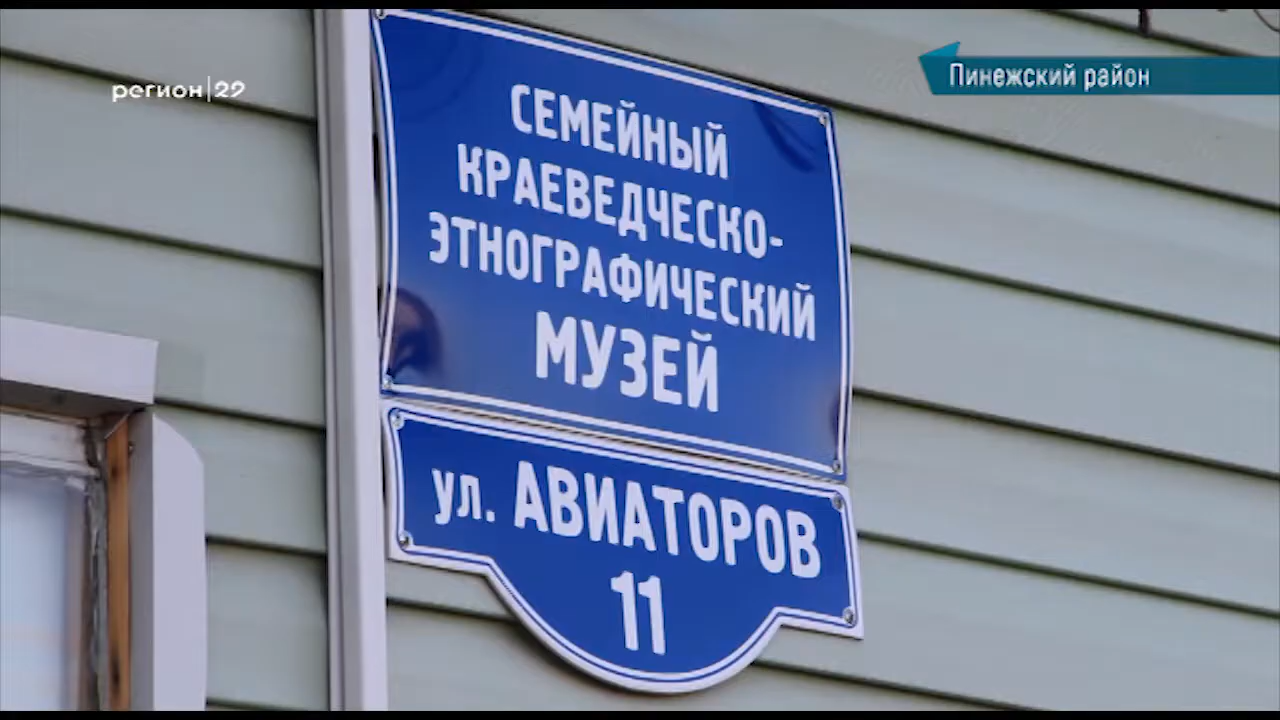 регион|29
Пинежский район
СЕМЕЙНЫЙ
КРАЕВЕДЧЕСКО-
ЭТНОГРАФИЧЕСКИЙ
МУЗЕЙ
ул. АВИАТОРОВ
11